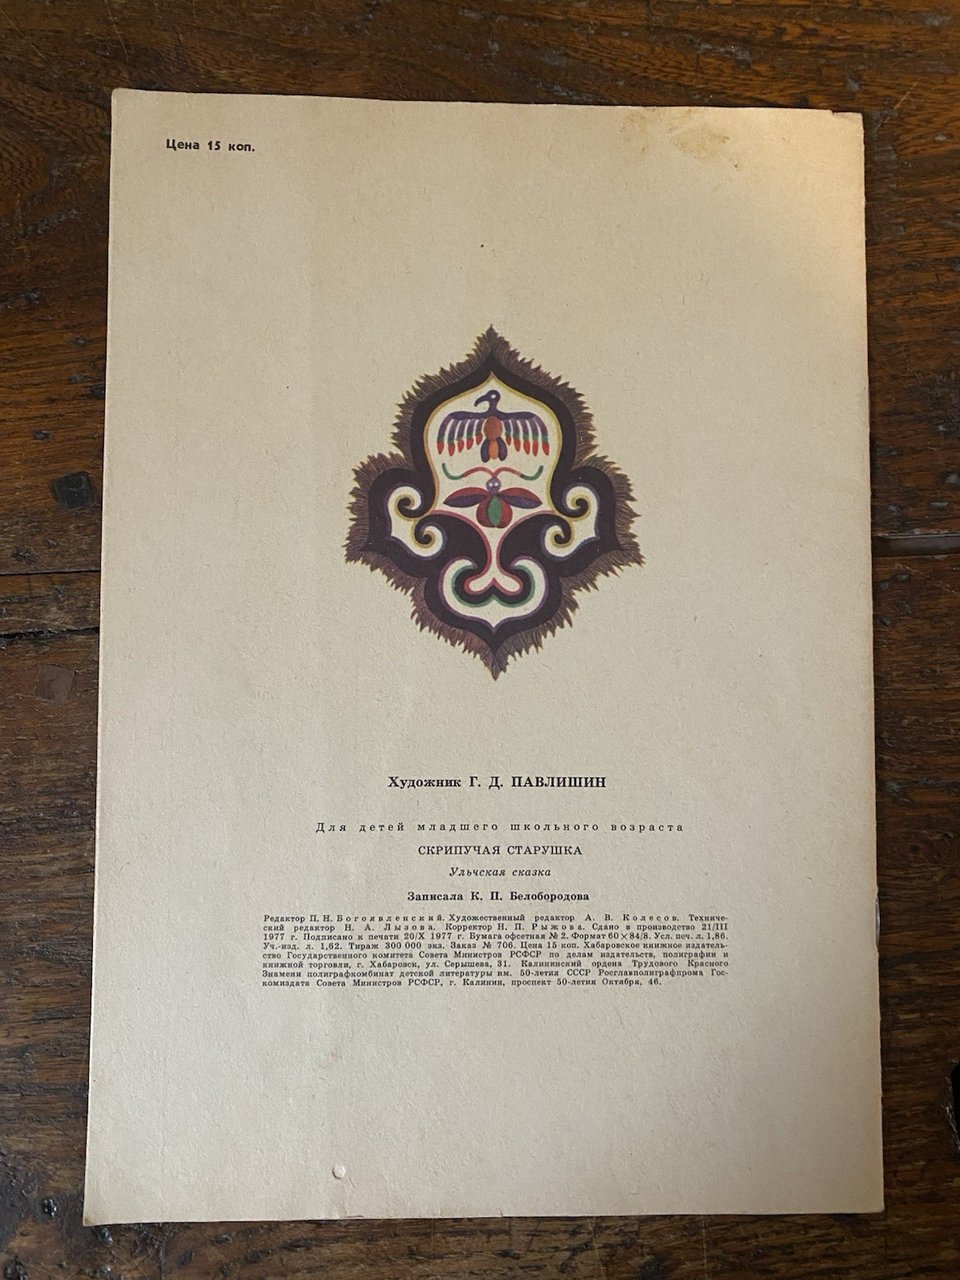 Цена 15 коп.
Художник Г. Д. ПАВЛИШИН
Для детей младшего школьного возраста
СКРИПУЧАЯ СТАРУШКА
Ульчская сказка
Записала К. П. Белобородова
Редактор П. Н. Богоявленский. Художественный редактор А. В. Колесов. Техниче-
ский редактор Н. А. Лызова. Корректор Н. П. Рыжова. Сдано в производство 21/III
1977 г. Подписано к печати 20/X 1977 г. Бумага офсетная № 2. Формат 60×84/8. Усл. печ. л. 1,86.
Уч.-изд. л. 1,62. Тираж 300 000 экз. Заказ № 706. Цена 15 коп. Хабаровское книжное издатель-
ство Государственного комитета Совета Министров РСФСР по делам издательств, полиграфии и
книжной торговли, г. Хабаровск, ул. Серышева, 31. Калининский ордена Трудового Красного
Знамени полиграфкомбинат детской литературы им. 50-летия СССР Росглавполиграфпрома Гос-
комиздата Совета Министров РСФСР, г. Калинин, проспект 50-летия Октября, 46.